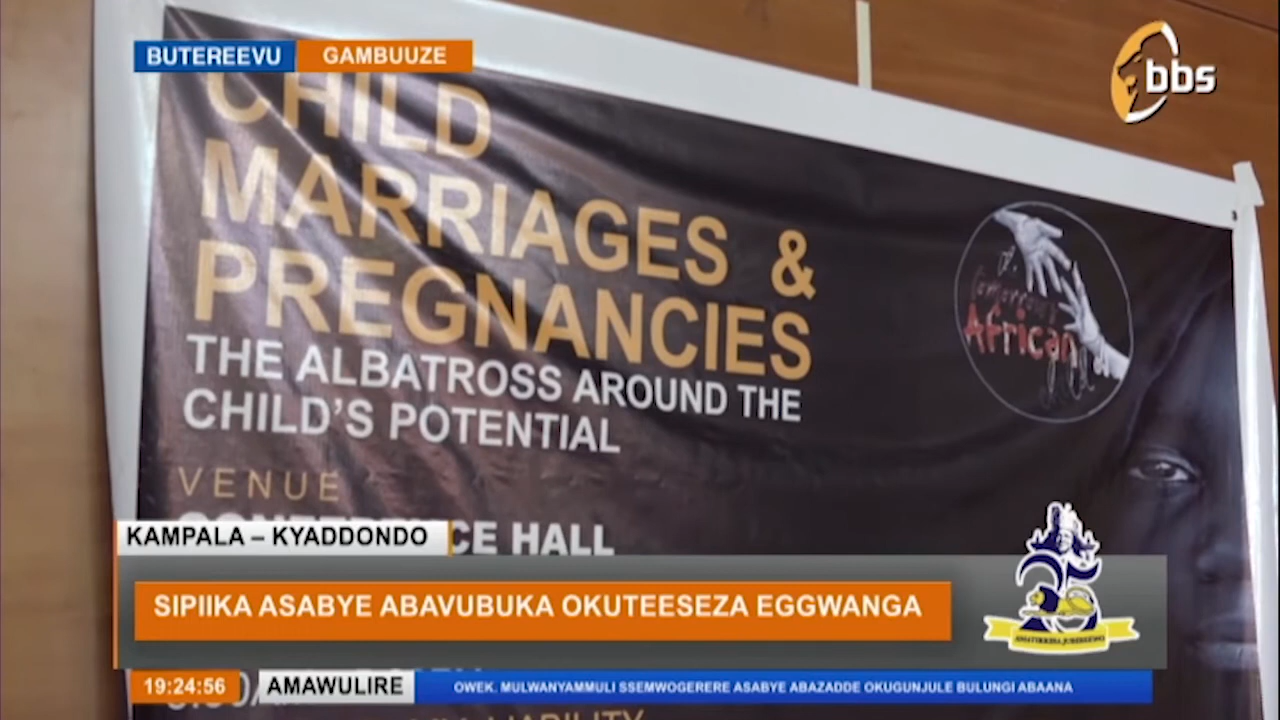 BUTEREEVU GAMBUUZE
bbs
CHILD
MARRIAGES &
PREGNANCIES
THE ALBATROSS AROUND THE
CHILD'S POTENTIAL
African
VENUE
HALL
KAMPALA – KYADDONDO
SIPIIKA ASABYE ABAVUBUKA OKUTEESEZA EGGWANGA
19:24:56 AMAWULIRE OWEK. MULWANYAMMULI SSEMWOGERERE ASABYE ABAZADDE OKUGUNJULE BULUNGI ABAANA